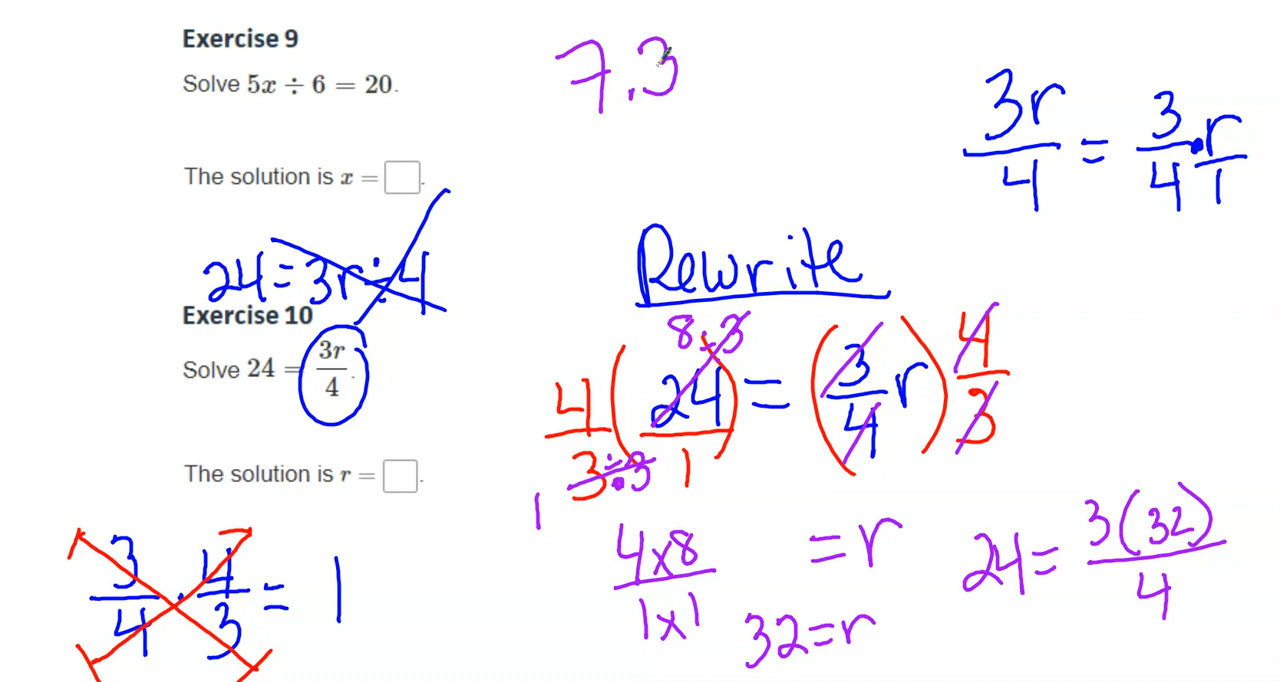 Exercise 9
7.3
Solve 5x ÷ 6 = 20.
3r/4 = 3/4 · r/1
The solution is x = .
Rewrite
24 = 3r ÷ 4
Exercise 10
Solve 24 = 3r/4.
8 ÷ 3
4/3 (24/1) = (3/4 r) 4/3
÷ 3
1
The solution is r = .
3/4 · 4/3 = 1
4 x 8 / 1 x 1 = r
24 = 3(32)/4
32 = r